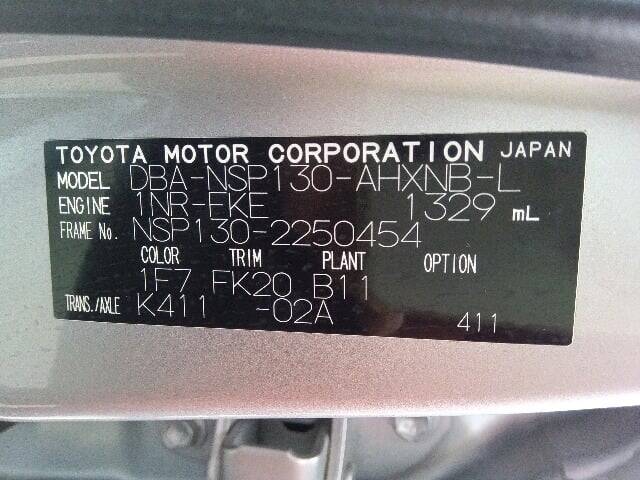 TOYOTA MOTOR CORPORATION JAPAN
MODEL DBA-NSP130-AHXNB-L
ENGINE 1NR-EKE 1329 mL
FRAME No. NSP130-2250454
COLOR TRIM PLANT OPTION
1F7 FK20 B11
TRANS./AXLE K411 -02A 411